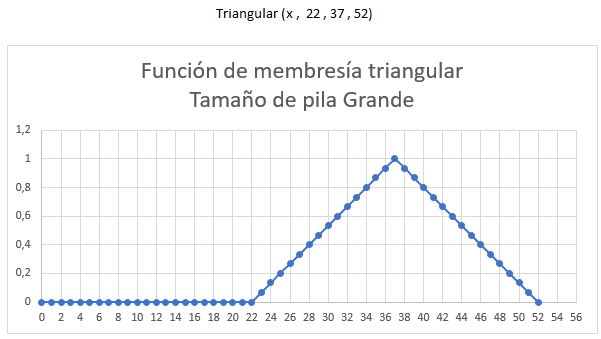 Triangular (x , 22 , 37 , 52)
Función de membresía triangular
Tamaño de pila Grande
1,2
1
0,8
0,6
0,4
0,2
0
0 2 4 6 8 10 12 14 16 18 20 22 24 26 28 30 32 34 36 38 40 42 44 46 48 50 52 54 56